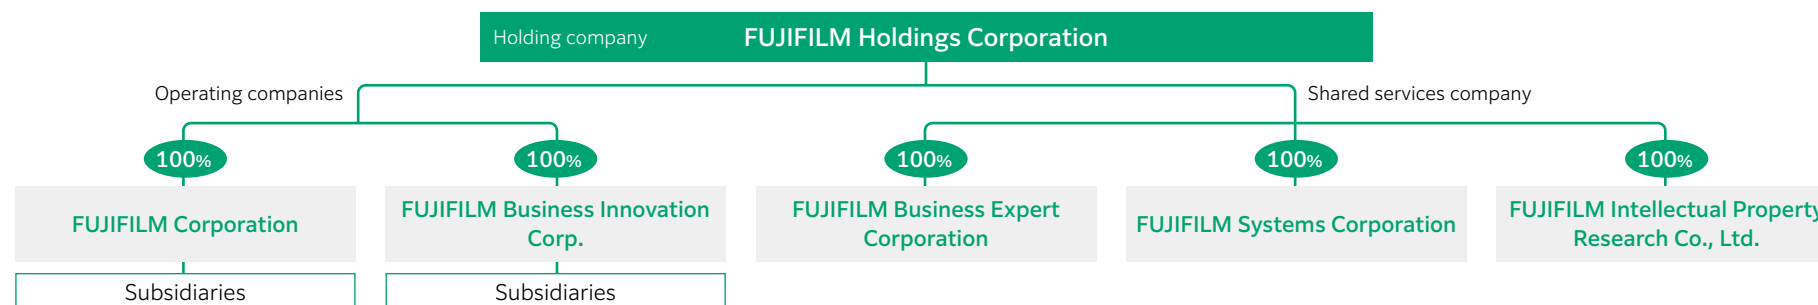 Holding company FUJIFILM Holdings Corporation
Operating companies
Shared services company
100%
100%
100%
100%
100%
FUJIFILM Corporation
FUJIFILM Business Innovation
Corp.
FUJIFILM Business Expert
Corporation
FUJIFILM Systems Corporation
FUJIFILM Intellectual Property
Research Co., Ltd.
Subsidiaries
Subsidiaries